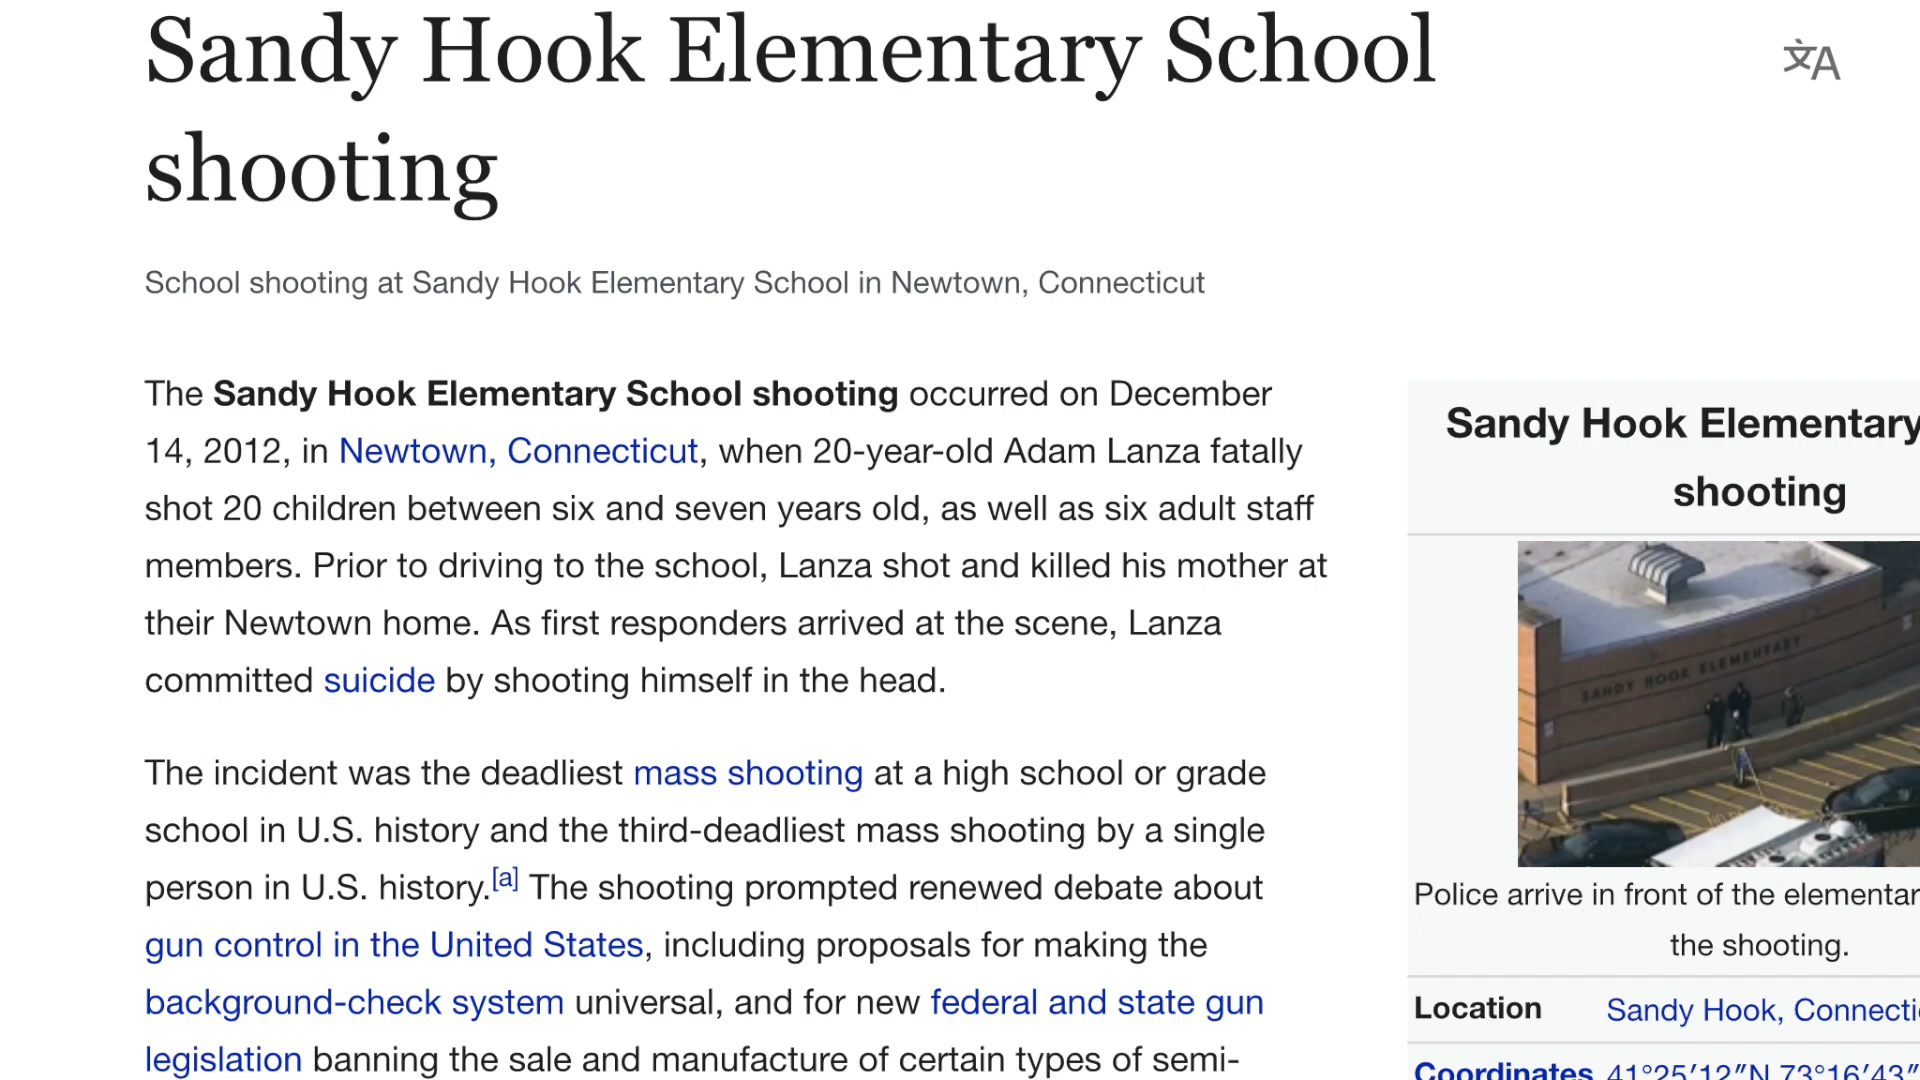 Sandy Hook Elementary School
shooting
文A
School shooting at Sandy Hook Elementary School in Newtown, Connecticut
The Sandy Hook Elementary School shooting occurred on December
14, 2012, in Newtown, Connecticut, when 20-year-old Adam Lanza fatally
shot 20 children between six and seven years old, as well as six adult staff
members. Prior to driving to the school, Lanza shot and killed his mother at
their Newtown home. As first responders arrived at the scene, Lanza
committed suicide by shooting himself in the head.
The incident was the deadliest mass shooting at a high school or grade
school in U.S. history and the third-deadliest mass shooting by a single
person in U.S. history.[a] The shooting prompted renewed debate about
gun control in the United States, including proposals for making the
background-check system universal, and for new federal and state gun
legislation banning the sale and manufacture of certain types of semi-
Sandy Hook Elementary
shooting
SANDY HOOK ELEMENTARY
Police arrive in front of the elementar
the shooting.
Location Sandy Hook, Connecti
Coordinates 41°25′12″N 73°16′43″